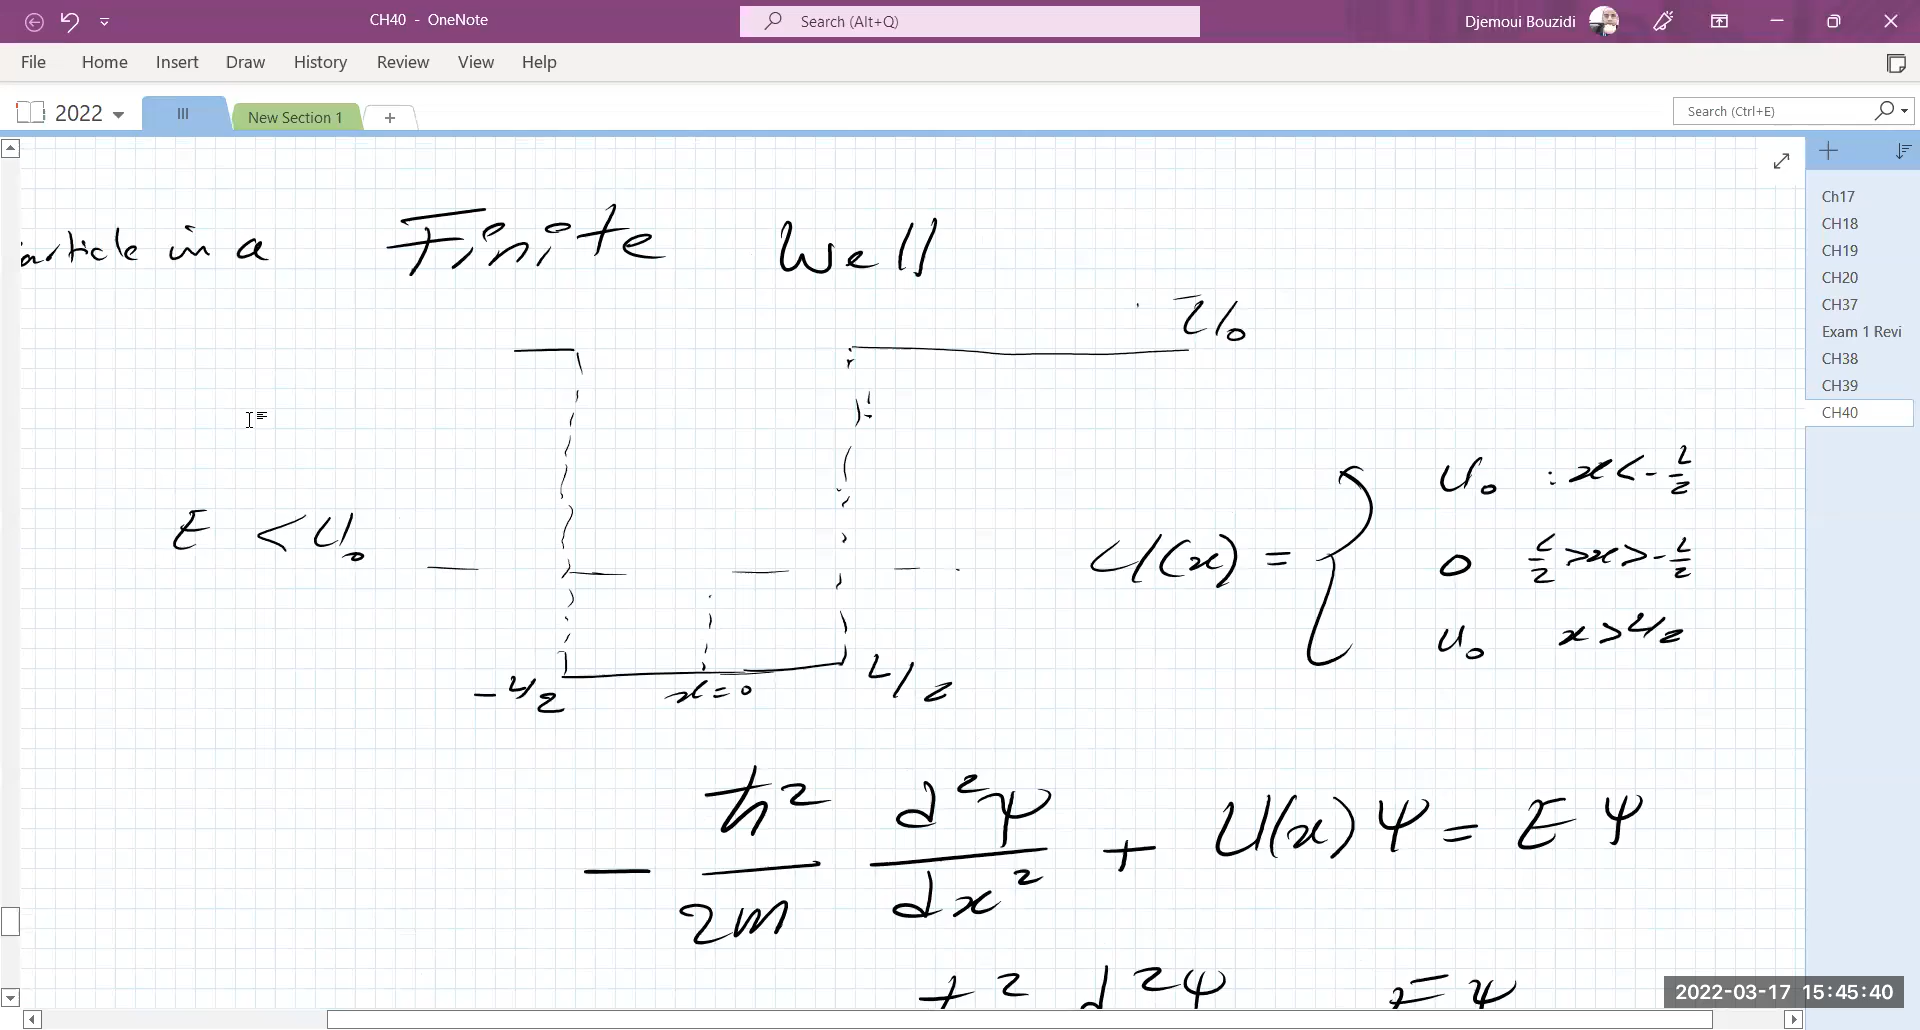 CH40 - OneNote
Search (Alt+Q)
Djemoui Bouzidi
File Home Insert Draw History Review View Help
2022
III
New Section 1
Search (Ctrl+E)
Ch17
CH18
CH19
CH20
CH37
Exam 1 Revi
CH38
CH39
CH40
article in a Finite Well
U₀
E < U₀
U(x) = { U₀ : x < -L/2
0 L/2 > x > -L/2
U₀ x > L/2
-L/2 x=0 L/2
- ħ²/2m d²ψ/dx² + U(x) ψ = E ψ
2022-03-17 15:45:40